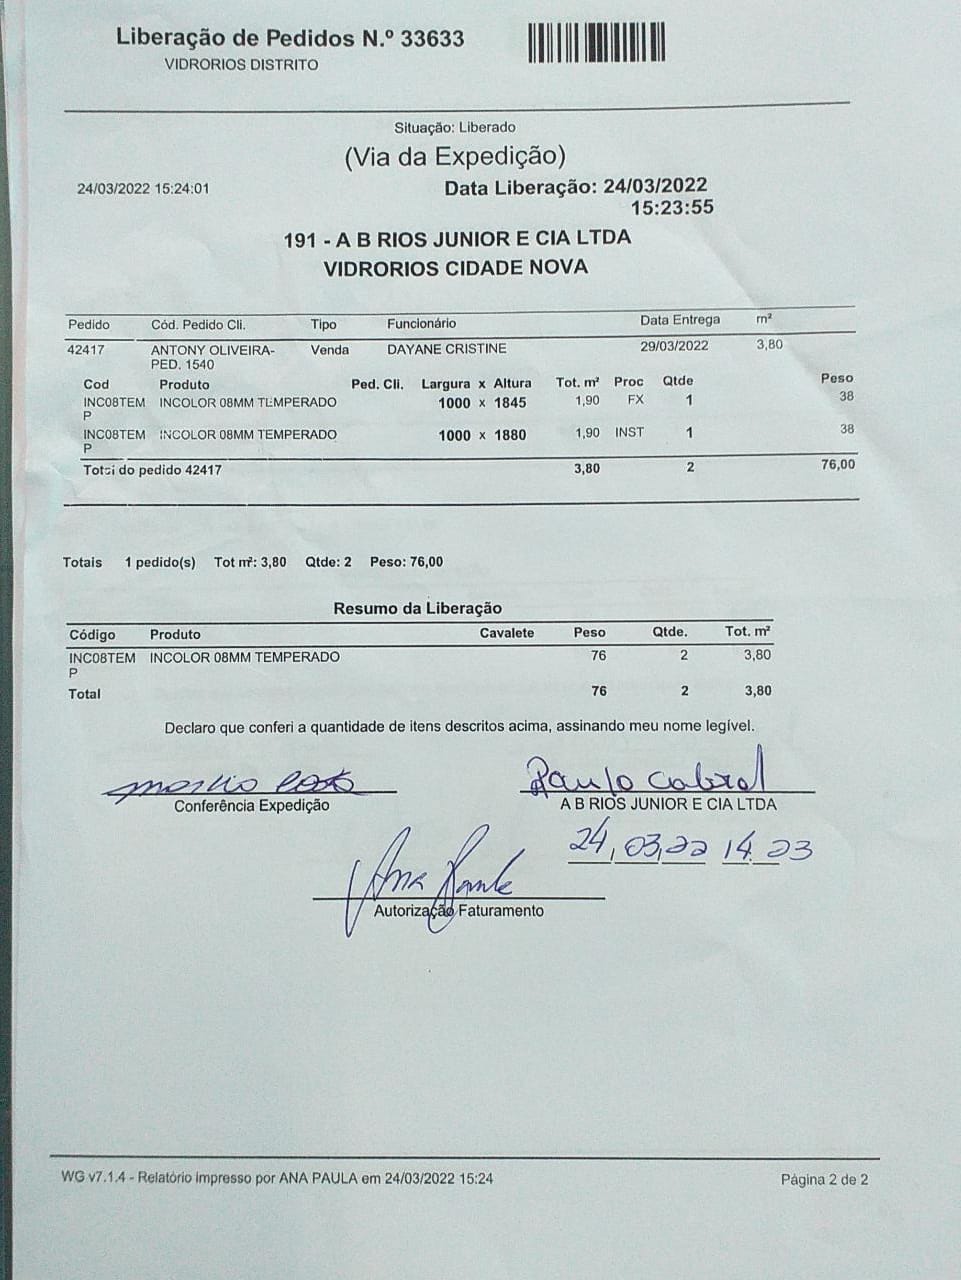 Liberação de Pedidos N.º 33633
VIDRORIOS DISTRITO
Situação: Liberado
(Via da Expedição)
24/03/2022 15:24:01 Data Liberação: 24/03/2022
15:23:55
191 - A B RIOS JUNIOR E CIA LTDA
VIDRORIOS CIDADE NOVA
Pedido Cód. Pedido Cli. Tipo Funcionário Data Entrega m²
42417 ANTONY OLIVEIRA- Venda DAYANE CRISTINE 29/03/2022 3,80
PED. 1540
Cod Produto Ped. Cli. Largura x Altura Tot. m² Proc Qtde Peso
INC08TEM INCOLOR 08MM TEMPERADO 1000 x 1845 1,90 FX 1 38
P
INC08TEM INCOLOR 08MM TEMPERADO 1000 x 1880 1,90 INST 1 38
P
Total do pedido 42417 3,80 2 76,00
Totais 1 pedido(s) Tot m²: 3,80 Qtde: 2 Peso: 76,00
Resumo da Liberação
Código Produto Cavalete Peso Qtde. Tot. m²
INC08TEM INCOLOR 08MM TEMPERADO 76 2 3,80
P
Total 76 2 3,80
Declaro que conferi a quantidade de itens descritos acima, assinando meu nome legível.
Paulo Cabral
Conferência Expedição A B RIOS JUNIOR E CIA LTDA
24,03,22 14 23
Ana Paula
Autorização Faturamento
WG v7.1.4 - Relatório Impresso por ANA PAULA em 24/03/2022 15:24 Página 2 de 2